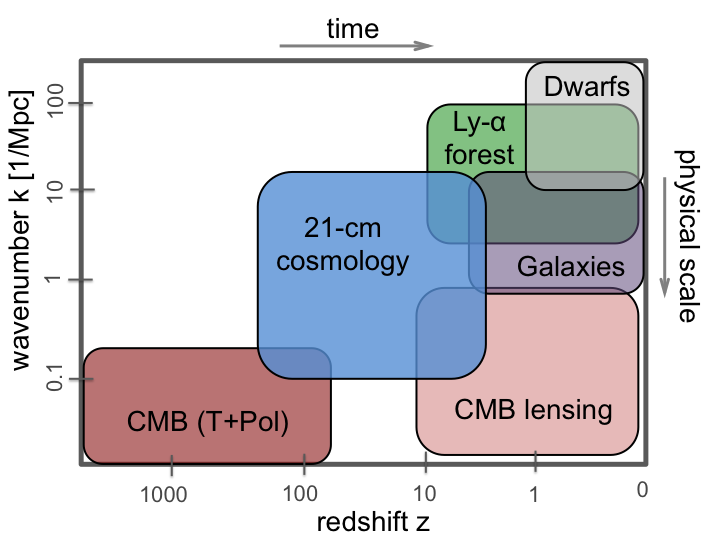 time
Dwarfs
Ly-α
forest
21-cm
cosmology
Galaxies
CMB (T+Pol)
CMB lensing
wavenumber k [1/Mpc]
100
10
1
0.1
physical scale
1000
100
10
1
0
redshift z